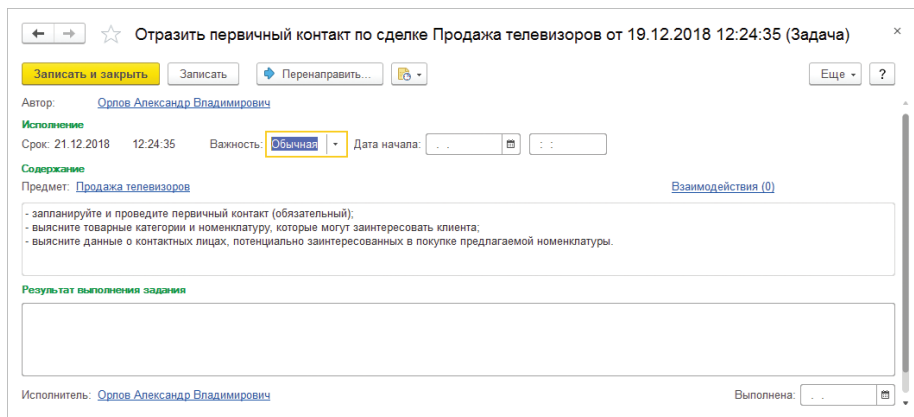 Отразить первичный контакт по сделке Продажа телевизоров от 19.12.2018 12:24:35 (Задача)
Записать и закрыть Записать Перенаправить... Еще ?
Автор: Орлов Александр Владимирович
Исполнение
Срок: 21.12.2018 12:24:35 Важность: Обычная Дата начала: . . : :
Содержание
Предмет: Продажа телевизоров Взаимодействия (0)
- запланируйте и проведите первичный контакт (обязательный);
- выясните товарные категории и номенклатуру, которые могут заинтересовать клиента;
- выясните данные о контактных лицах, потенциально заинтересованных в покупке предлагаемой номенклатуры.
Результат выполнения задания
Исполнитель: Орлов Александр Владимирович Выполнена: . .